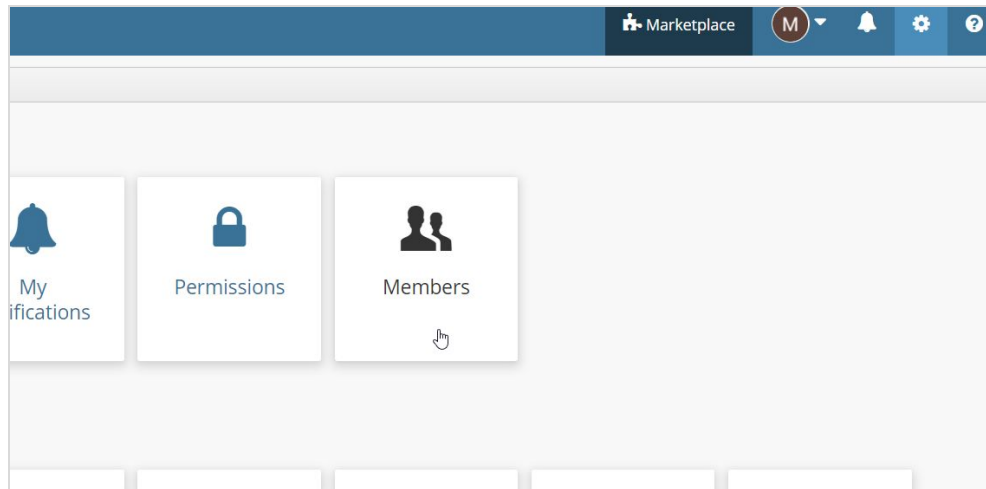 Marketplace
M
My
ifications
Permissions
Members